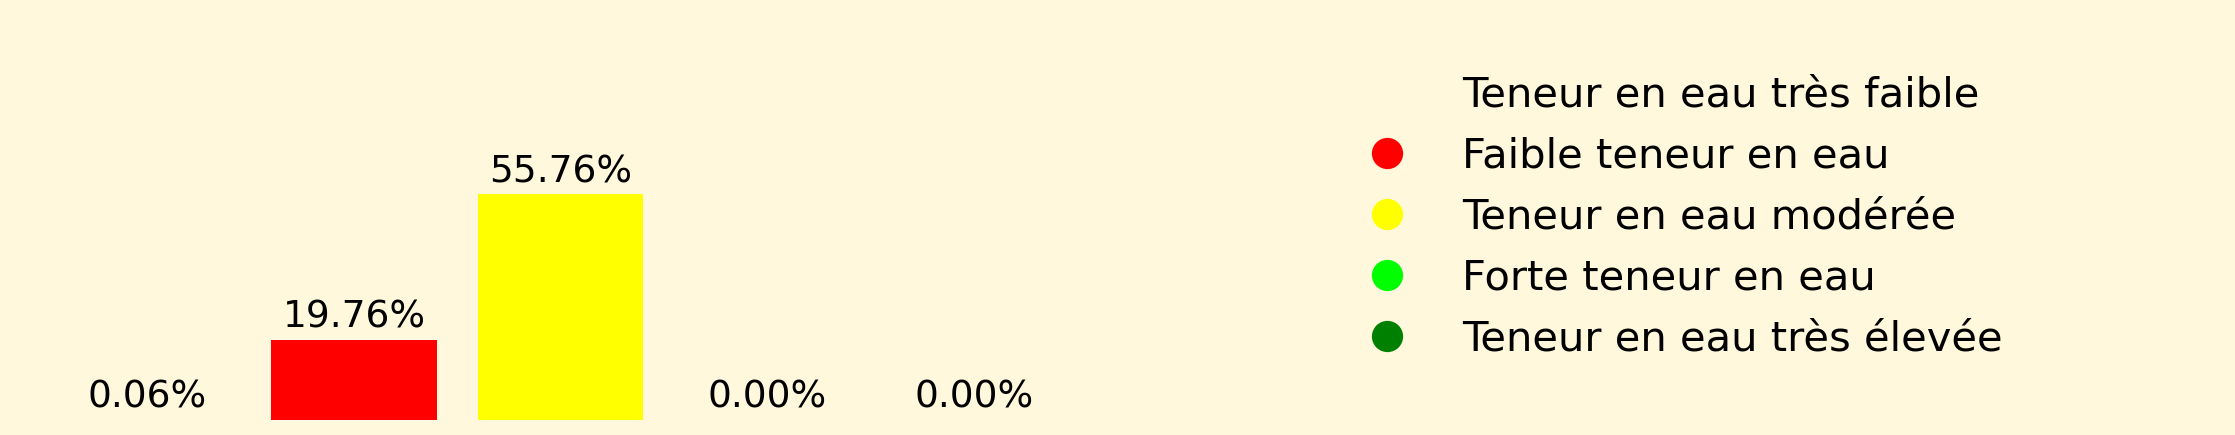 55.76%
19.76%
0.06%
0.00%
0.00%
Teneur en eau très faible
Faible teneur en eau
Teneur en eau modérée
Forte teneur en eau
Teneur en eau très élevée